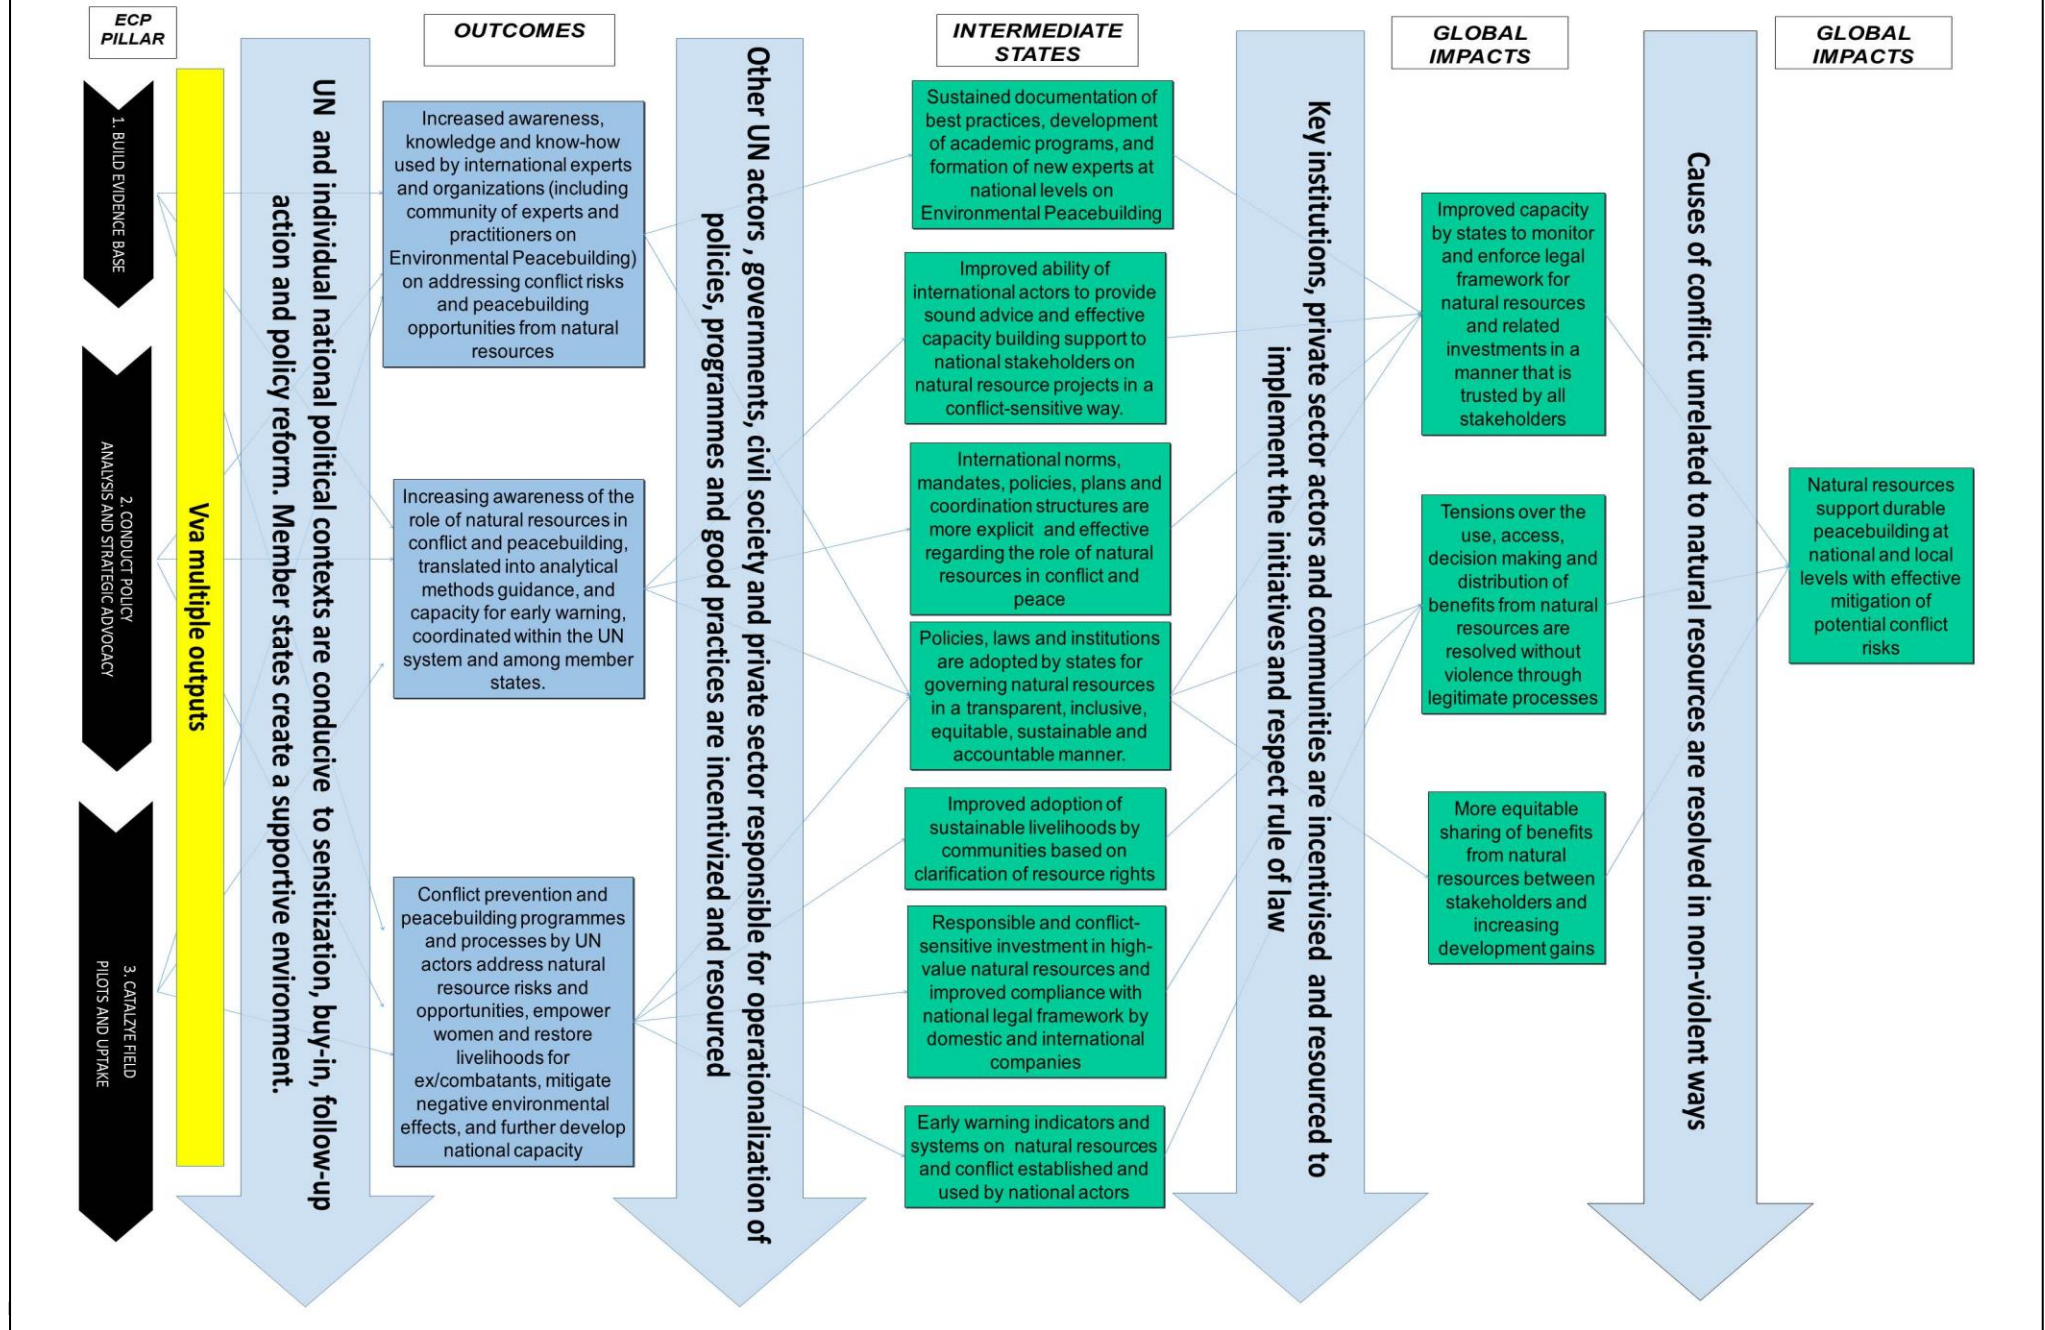 ECP
PILLAR
1. BUILD EVIDENCE BASE
2. CONDUCT POLICY
ANALYSIS AND STRATEGIC ADVOCACY
3. CATALZYE FIELD
PILOTS AND UPTAKE
Vva multiple outputs
UN and individual national political contexts are conducive to sensitization, buy-in, follow-up
action and policy reform. Member states create a supportive environment.
OUTCOMES
Increased awareness,
knowledge and know-how
used by international experts
and organizations (including
community of experts and
practitioners on
Environmental Peacebuilding)
on addressing conflict risks
and peacebuilding
opportunities from natural
resources
Increasing awareness of the
role of natural resources in
conflict and peacebuilding,
translated into analytical
methods guidance, and
capacity for early warning,
coordinated within the UN
system and among member
states.
Conflict prevention and
peacebuilding programmes
and processes by UN
actors address natural
resource risks and
opportunities, empower
women and restore
livelihoods for
ex/combatants, mitigate
negative environmental
effects, and further develop
national capacity
Other UN actors , governments, civil society and private sector responsible for operationalization of
policies, programmes and good practices are incentivized and resourced
INTERMEDIATE
STATES
Sustained documentation of
best practices, development
of academic programs, and
formation of new experts at
national levels on
Environmental Peacebuilding
Improved ability of
international actors to provide
sound advice and effective
capacity building support to
national stakeholders on
natural resource projects in a
conflict-sensitive way.
International norms,
mandates, policies, plans and
coordination structures are
more explicit and effective
regarding the role of natural
resources in conflict and
peace
Policies, laws and institutions
are adopted by states for
governing natural resources
in a transparent, inclusive,
equitable, sustainable and
accountable manner.
Improved adoption of
sustainable livelihoods by
communities based on
clarification of resource rights
Responsible and conflict-
sensitive investment in high-
value natural resources and
improved compliance with
national legal framework by
domestic and international
companies
Early warning indicators and
systems on natural resources
and conflict established and
used by national actors
Key institutions, private sector actors and communities are incentivised and resourced to
implement the initiatives and respect rule of law
GLOBAL
IMPACTS
Improved capacity
by states to monitor
and enforce legal
framework for
natural resources
and related
investments in a
manner that is
trusted by all
stakeholders
Tensions over the
use, access,
decision making and
distribution of
benefits from natural
resources are
resolved without
violence through
legitimate processes
More equitable
sharing of benefits
from natural
resources between
stakeholders and
increasing
development gains
Causes of conflict unrelated to natural resources are resolved in non-violent ways
GLOBAL
IMPACTS
Natural resources
support durable
peacebuilding at
national and local
levels with effective
mitigation of
potential conflict
risks